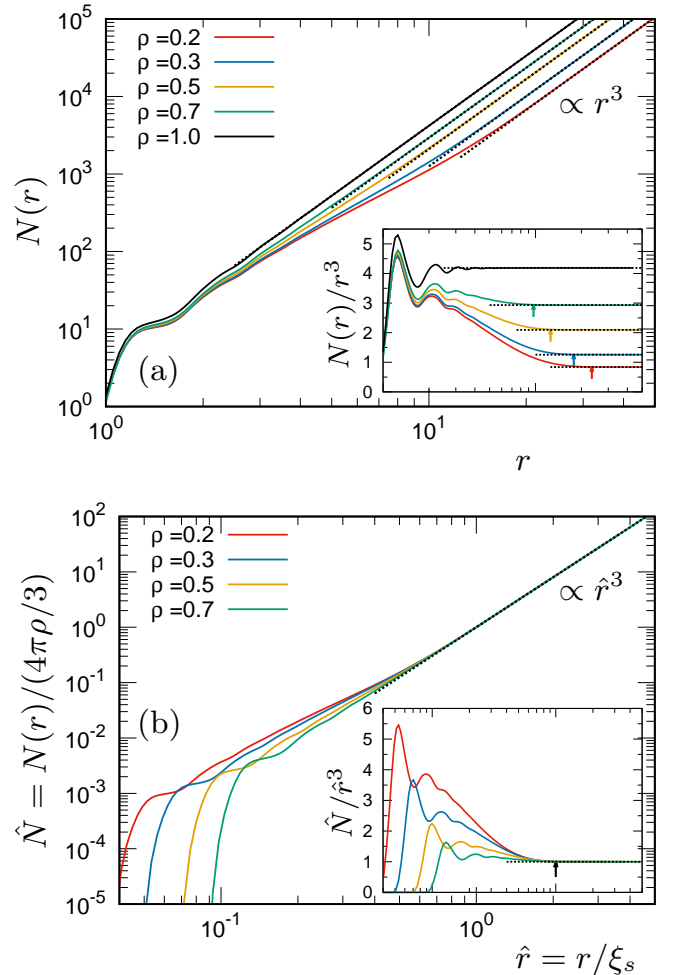 10^5
10^4
10^3
10^2
10^1
10^0
N(r)
ρ =0.2
ρ =0.3
ρ =0.5
ρ =0.7
ρ =1.0
∝ r^3
(a)
N(r)/r^3
5
4
3
2
1
0
10^0
10^1
r
10^2
10^1
10^0
10^-1
10^-2
10^-3
10^-4
10^-5
N̂ = N(r)/(4πρ/3)
ρ =0.2
ρ =0.3
ρ =0.5
ρ =0.7
∝ r̂^3
(b)
N̂/r̂^3
6
5
4
3
2
1
0
10^-1
10^0
r̂ = r/ξ_s